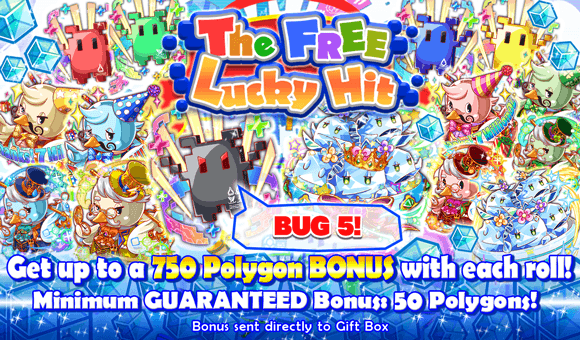 The FREE
Lucky Hit
BUG 5!
Get up to a 750 Polygon BONUS with each roll!
Minimum GUARANTEED Bonus: 50 Polygons!
Bonus sent directly to Gift Box